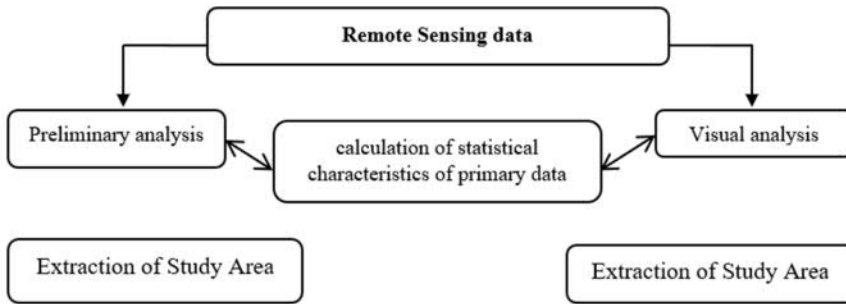 Remote Sensing data
Preliminary analysis
calculation of statistical
characteristics of primary data
Visual analysis
Extraction of Study Area
Extraction of Study Area